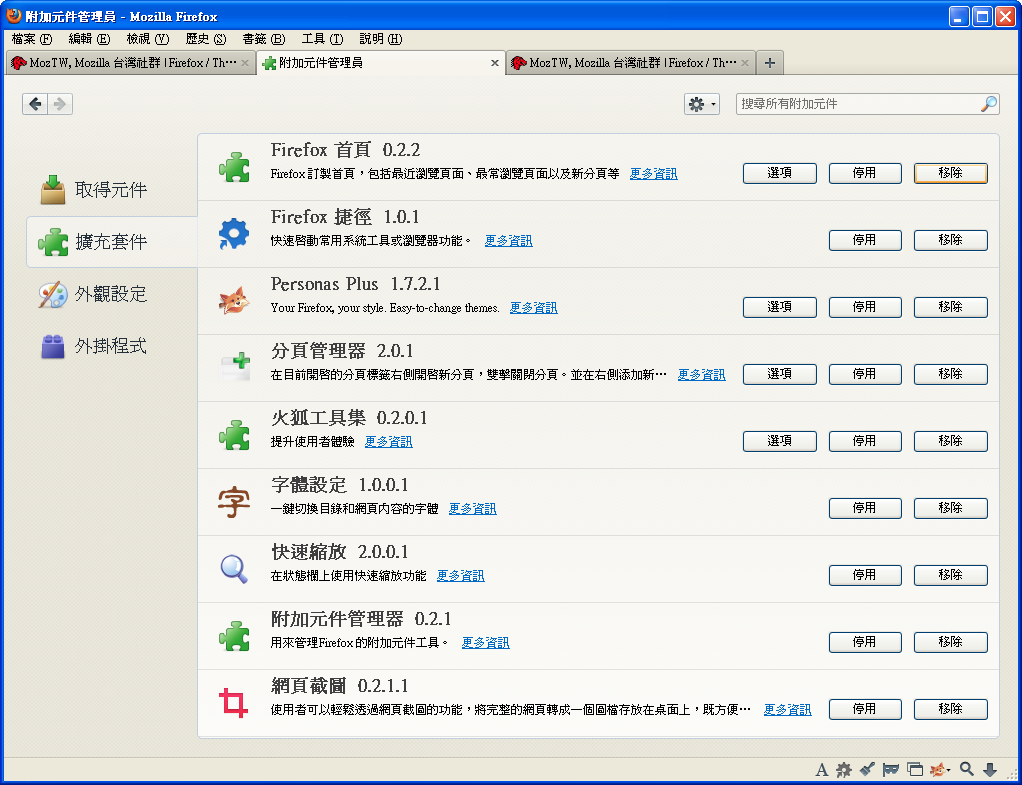 附加元件管理員 - Mozilla Firefox
檔案 (F) 編輯 (E) 檢視 (V) 歷史 (S) 書籤 (B) 工具 (T) 說明 (H)
MozTW, Mozilla 台灣社群 | Firefox / Th··· 附加元件管理員 MozTW, Mozilla 台灣社群 | Firefox / Th···
搜尋所有附加元件
取得元件
擴充套件
外觀設定
外掛程式
Firefox 首頁 0.2.2
Firefox 訂製首頁，包括最近瀏覽頁面、最常瀏覽頁面以及新分頁等 更多資訊 選項 停用 移除
Firefox 捷徑 1.0.1
快速啓動常用系統工具或瀏覽器功能。 更多資訊 停用 移除
Personas Plus 1.7.2.1
Your Firefox, your style. Easy-to-change themes. 更多資訊 選項 停用 移除
分頁管理器 2.0.1
在目前開啓的分頁標籤右側開啓新分頁，雙擊關閉分頁。並在右側添加新··· 更多資訊 選項 停用 移除
火狐工具集 0.2.0.1
提升使用者體驗 更多資訊 選項 停用 移除
字體設定 1.0.0.1
一鍵切換目錄和網頁內容的字體 更多資訊 停用 移除
快速縮放 2.0.0.1
在狀態欄上使用快速縮放功能 更多資訊 停用 移除
附加元件管理器 0.2.1
用來管理Firefox 的附加元件工具。 更多資訊 停用 移除
網頁截圖 0.2.1.1
使用者可以輕鬆透過網頁截圖的功能，將完整的網頁轉成一個圖檔存放在桌面上，既方便··· 更多資訊 停用 移除